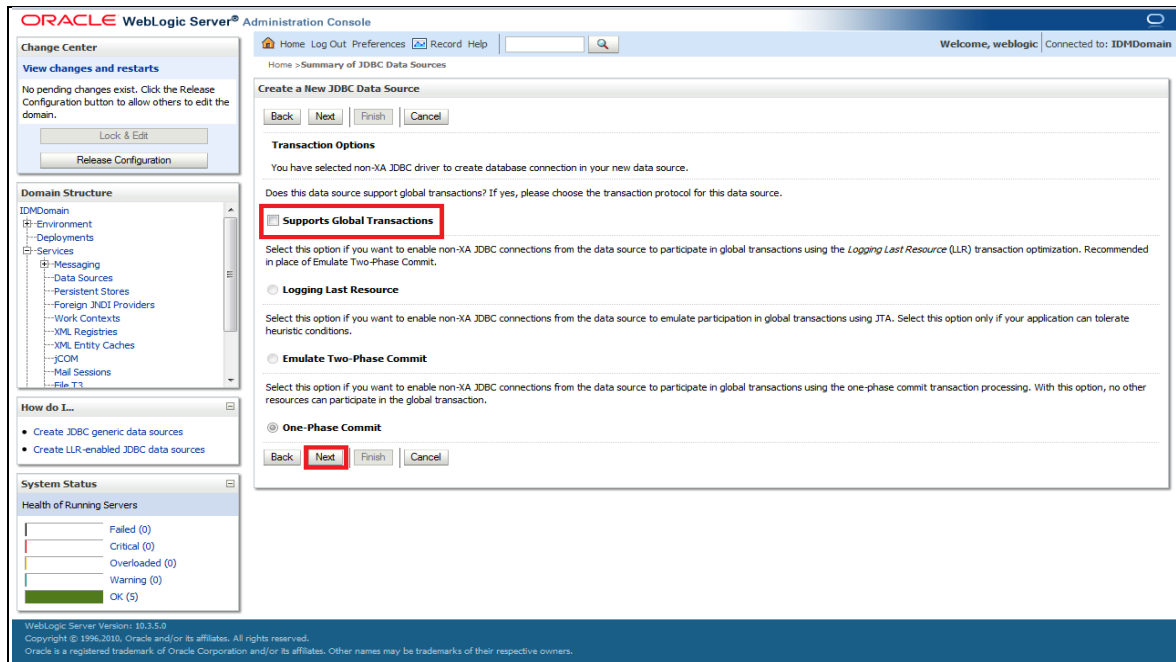 ORACLE WebLogic Server® Administration Console
Change Center
View changes and restarts
No pending changes exist. Click the Release
Configuration button to allow others to edit the
domain.
Lock & Edit
Release Configuration
Domain Structure
IDMDomain
Environment
Deployments
Services
Messaging
Data Sources
Persistent Stores
Foreign JNDI Providers
Work Contexts
XML Registries
XML Entity Caches
jCOM
Mail Sessions
File T3
How do I...
Create JDBC generic data sources
Create LLR-enabled JDBC data sources
System Status
Health of Running Servers
Failed (0)
Critical (0)
Overloaded (0)
Warning (0)
OK (5)
Home Log Out Preferences Record Help
Welcome, weblogic Connected to: IDMDomain
Home >Summary of JDBC Data Sources
Create a New JDBC Data Source
Back Next Finish Cancel
Transaction Options
You have selected non-XA JDBC driver to create database connection in your new data source.
Does this data source support global transactions? If yes, please choose the transaction protocol for this data source.
Supports Global Transactions
Select this option if you want to enable non-XA JDBC connections from the data source to participate in global transactions using the Logging Last Resource (LLR) transaction optimization. Recommended
in place of Emulate Two-Phase Commit.
Logging Last Resource
Select this option if you want to enable non-XA JDBC connections from the data source to emulate participation in global transactions using JTA. Select this option only if your application can tolerate
heuristic conditions.
Emulate Two-Phase Commit
Select this option if you want to enable non-XA JDBC connections from the data source to participate in global transactions using the one-phase commit transaction processing. With this option, no other
resources can participate in the global transaction.
One-Phase Commit
Back Next Finish Cancel
WebLogic Server Version: 10.3.5.0
Copyright © 1996,2010, Oracle and/or its affiliates. All rights reserved.
Oracle is a registered trademark of Oracle Corporation and/or its affiliates. Other names may be trademarks of their respective owners.